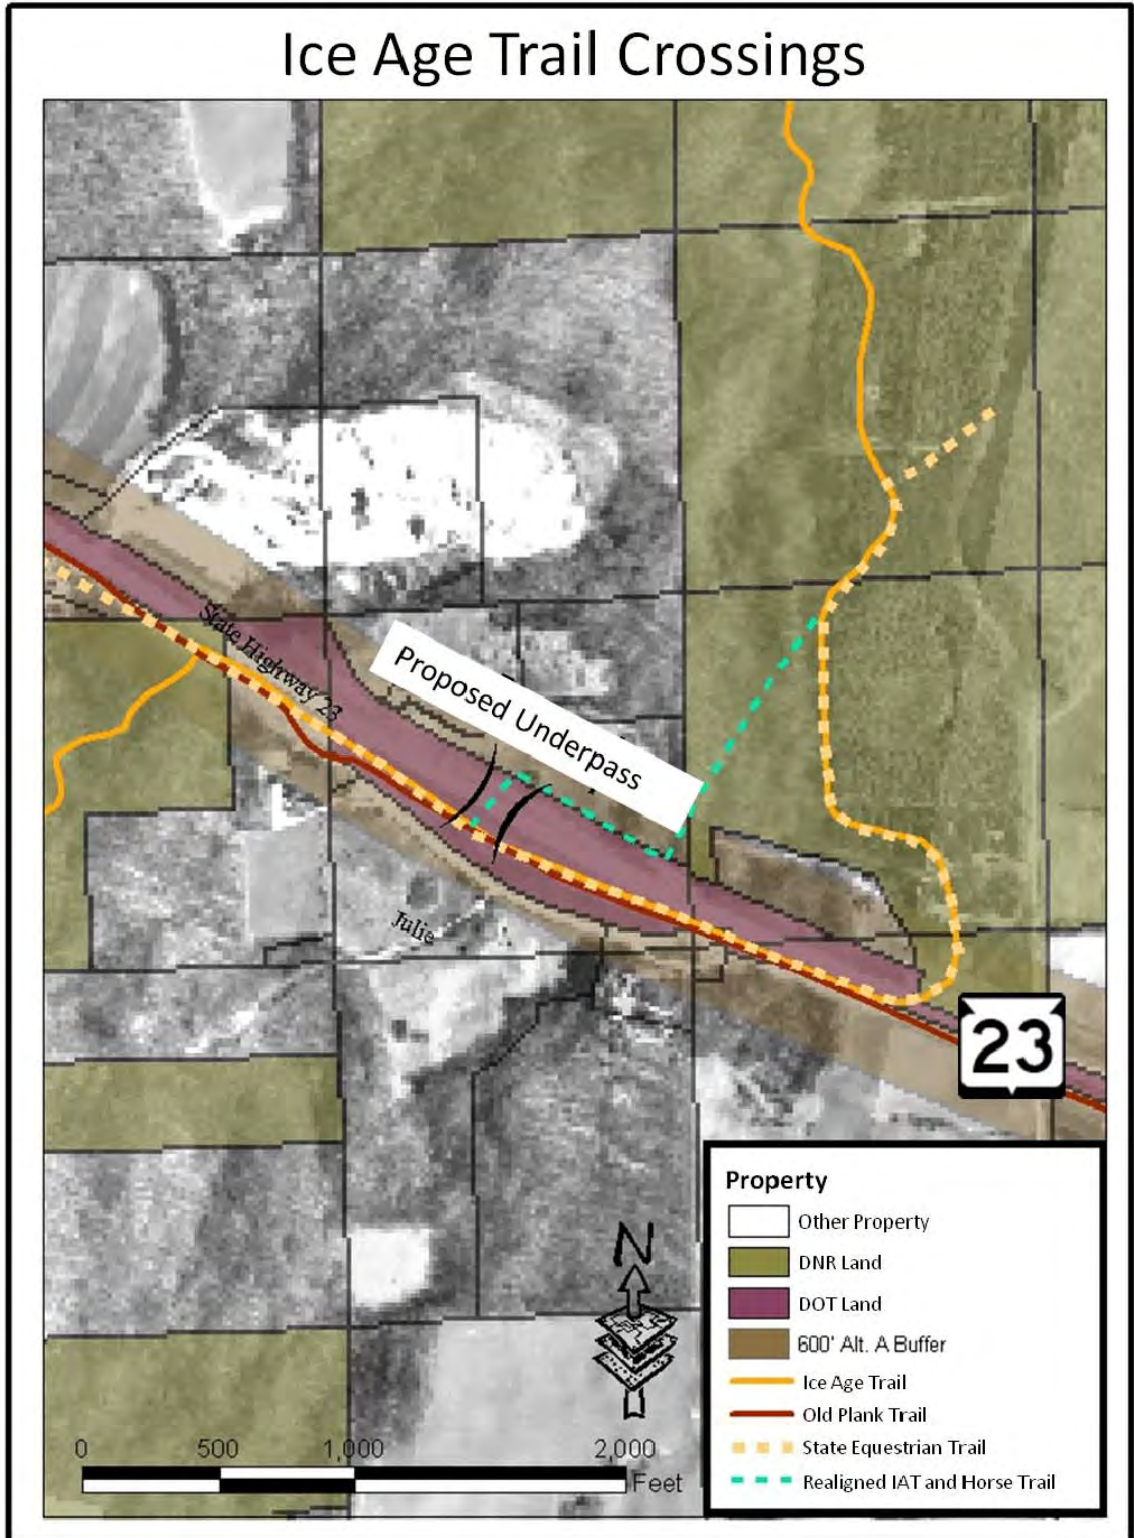 Ice Age Trail Crossings
State Highway 23
Proposed Underpass
Julie
23
Property
Other Property
DNR Land
DOT Land
600' Alt. A Buffer
Ice Age Trail
Old Plank Trail
State Equestrian Trail
Realigned IAT and Horse Trail
N
0 500 1,000 2,000
Feet